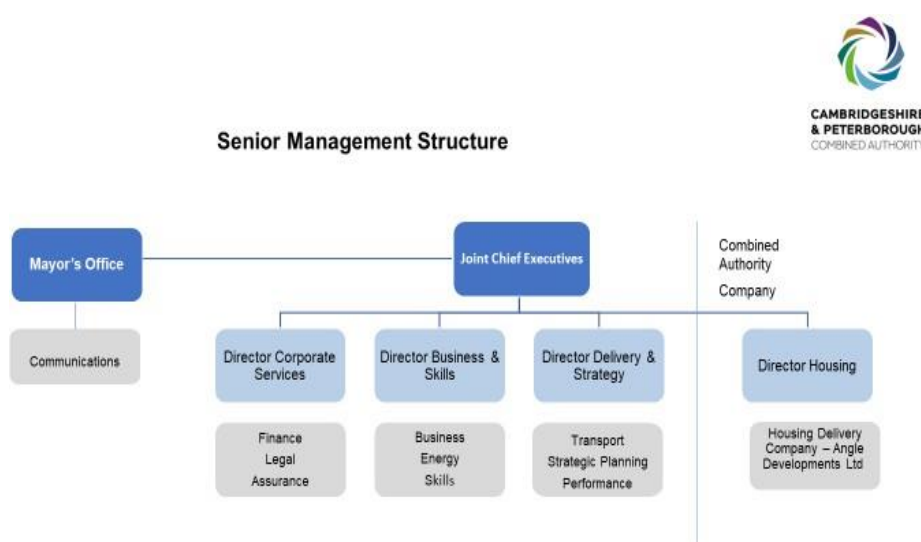 CAMBRIDGESHIRE
& PETERBOROUGH
COMBINED AUTHORITY
Senior Management Structure
Mayor's Office
Joint Chief Executives
Combined
Authority
Company
Communications
Director Corporate
Services
Director Business &
Skills
Director Delivery &
Strategy
Director Housing
Finance
Legal
Assurance
Business
Energy
Skills
Transport
Strategic Planning
Performance
Housing Delivery
Company – Angle
Developments Ltd